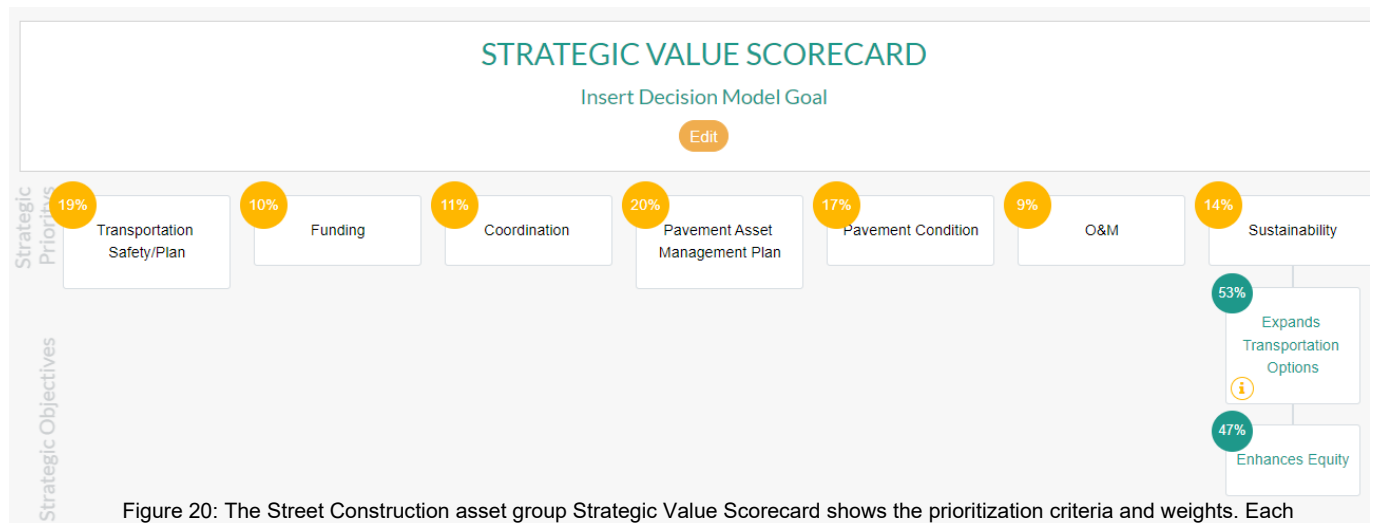 STRATEGIC VALUE SCORECARD
Insert Decision Model Goal
Edit
Strategic
Prioritys
19%
Transportation
Safety/Plan
10%
Funding
11%
Coordination
20%
Pavement Asset
Management Plan
17%
Pavement Condition
9%
O&M
14%
Sustainability
Strategic Objectives
53%
Expands
Transportation
Options
i
47%
Enhances Equity
Figure 20: The Street Construction asset group Strategic Value Scorecard shows the prioritization criteria and weights. Each